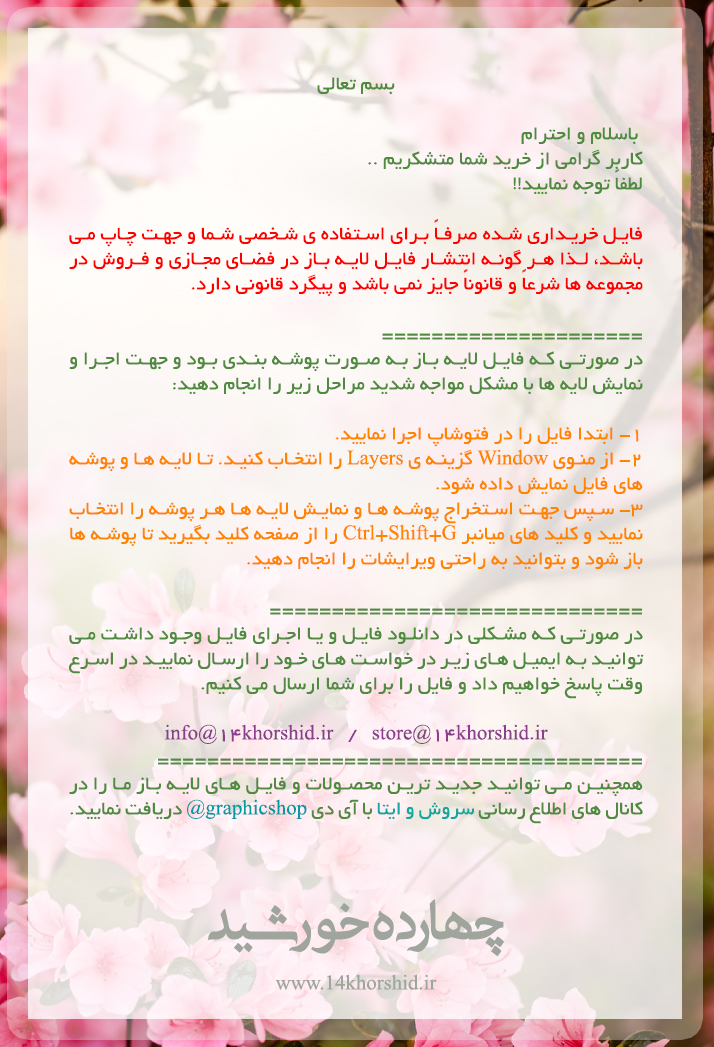 بسم تعالی
باسلام و احترام
کاربر گرامی از خرید شما متشکریم ..
لطفا توجه نمایید!!
فایل خریداری شده صرفاً برای استفاده ی شخصی شما و جهت چاپ می
باشد، لذا هر گونه انتشار فایل لایه باز در فضای مجازی و فروش در
مجموعه ها شرعاً و قانوناً جایز نمی باشد و پیگرد قانونی دارد.
=====================
در صورتی که فایل لایه باز به صورت پوشه بندی بود و جهت اجرا و
نمایش لایه ها با مشکل مواجه شدید مراحل زیر را انجام دهید:
۱- ابتدا فایل را در فتوشاپ اجرا نمایید.
۲- از منوی Window گزینه ی Layers را انتخاب کنید. تا لایه ها و پوشه
های فایل نمایش داده شود.
۳- سپس جهت استخراج پوشه ها و نمایش لایه ها هر پوشه را انتخاب
نمایید و کلید های میانبر Ctrl+Shift+G را از صفحه کلید بگیرید تا پوشه ها
باز شود و بتوانید به راحتی ویرایشات را انجام دهید.
==============================
در صورتی که مشکلی در دانلود فایل و یا اجرای فایل وجود داشت می
توانید به ایمیل های زیر در خواست های خود را ارسال نمایید در اسرع
وقت پاسخ خواهیم داد و فایل را برای شما ارسال می کنیم.
info@۱۴khorshid.ir / store@۱۴khorshid.ir
=======================================
همچنین می توانید جدید ترین محصولات و فایل های لایه باز ما را در
کانال های اطلاع رسانی سروش و ایتا با آی دی graphicshop@ دریافت نمایید.
چهارده خورشید
www.14khorshid.ir